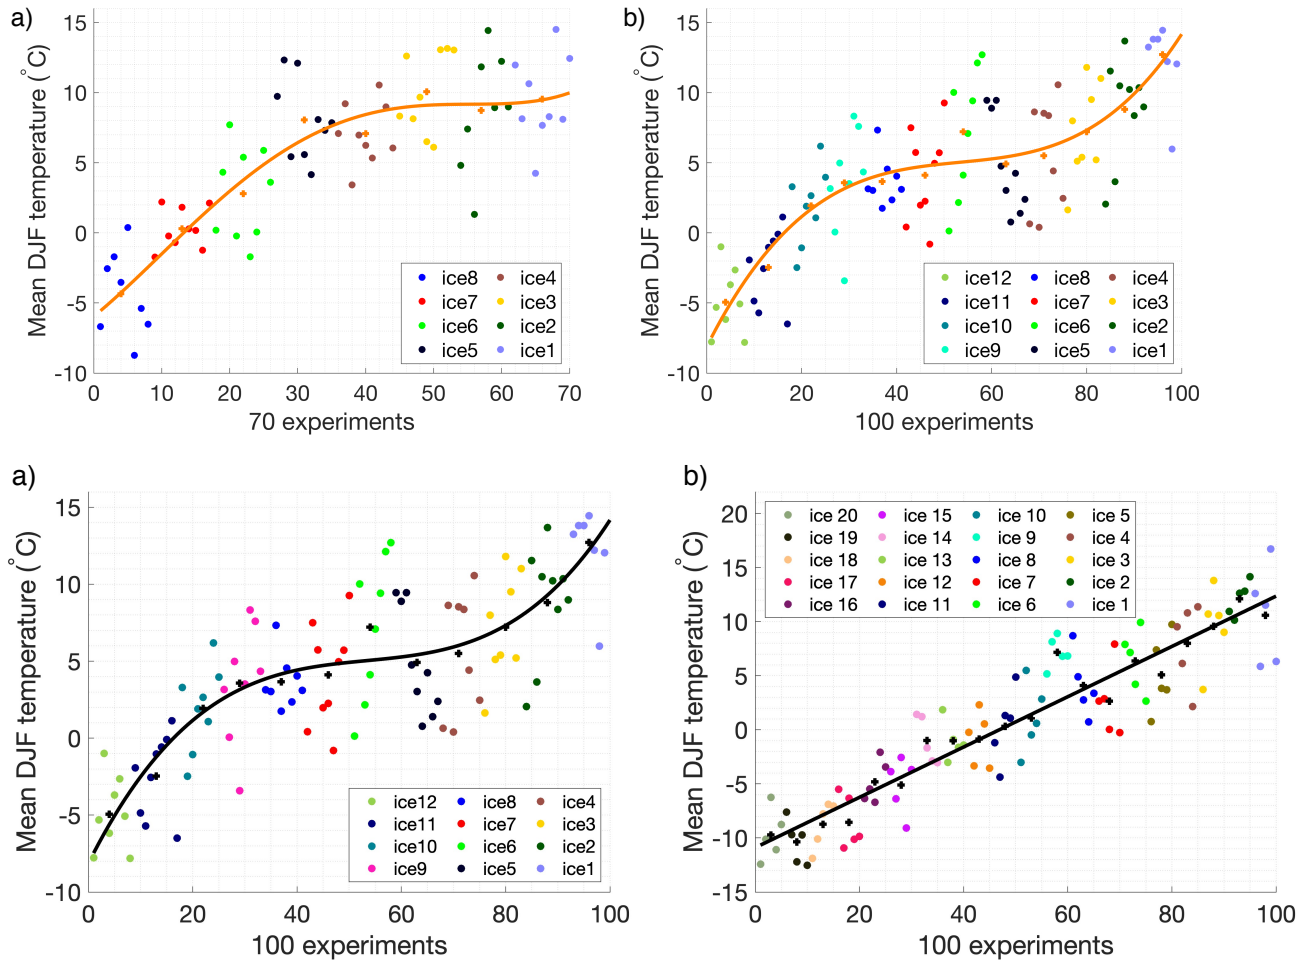 a)
15
10
5
0
-5
-10
Mean DJF temperature (°C)
ice8 ice4
ice7 ice3
ice6 ice2
ice5 ice1
0 10 20 30 40 50 60 70
70 experiments
b)
15
10
5
0
-5
-10
Mean DJF temperature (°C)
ice12 ice8 ice4
ice11 ice7 ice3
ice10 ice6 ice2
ice9 ice5 ice1
0 20 40 60 80 100
100 experiments
a)
15
10
5
0
-5
-10
Mean DJF temperature (°C)
ice12 ice8 ice4
ice11 ice7 ice3
ice10 ice6 ice2
ice9 ice5 ice1
0 20 40 60 80 100
100 experiments
b)
20
15
10
5
0
-5
-10
-15
Mean DJF temperature (°C)
ice 20 ice 15 ice 10 ice 5
ice 19 ice 14 ice 9 ice 4
ice 18 ice 13 ice 8 ice 3
ice 17 ice 12 ice 7 ice 2
ice 16 ice 11 ice 6 ice 1
0 20 40 60 80 100
100 experiments